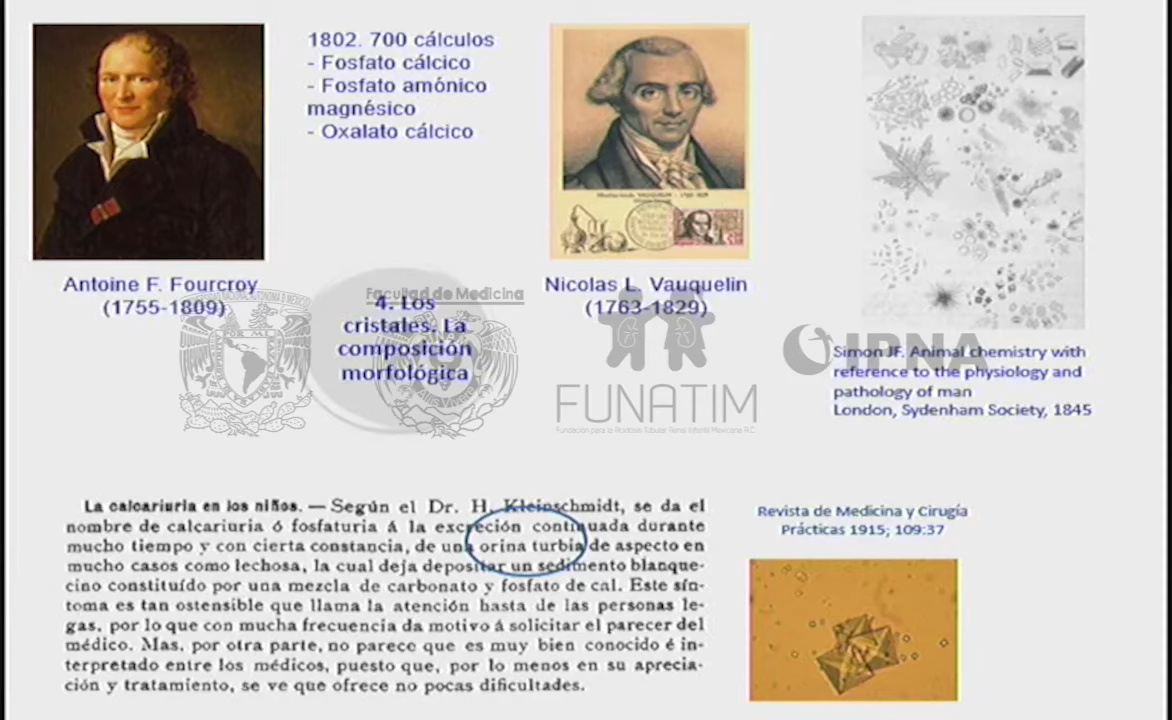 1802. 700 cálculos
- Fosfato cálcico
- Fosfato amónico
magnésico
- Oxalato cálcico
Antoine F. Fourcroy
(1755-1809)
Nicolas L. Vauquelin
(1763-1829)
Facultad de Medicina
4. Los
cristales. La
composición
morfológica
FUNATIM
Fundación para la Acidosis Tubular Renal Infantil Mexicana A.C.
IPNA
Simon JF. Animal chemistry with
reference to the physiology and
pathology of man
London, Sydenham Society, 1845
La calcariuria en los niños. — Según el Dr. H. Kleinschmidt, se da el
nombre de calcariuria ó fosfaturia á la excreción continuada durante
mucho tiempo y con cierta constancia, de una orina turbia de aspecto en
mucho casos como lechosa, la cual deja depositar un sedimento blanque-
cino constituído por una mezcla de carbonato y fosfato de cal. Este sín-
toma es tan ostensible que llama la atención hasta de las personas le-
gas, por lo que con mucha frecuencia da motivo á solicitar el parecer del
médico. Mas, por otra parte, no parece que es muy bien conocido é in-
terpretado entre los médicos, puesto que, por lo menos en su aprecia-
ción y tratamiento, se ve que ofrece no pocas dificultades.
Revista de Medicina y Cirugía
Prácticas 1915; 109:37